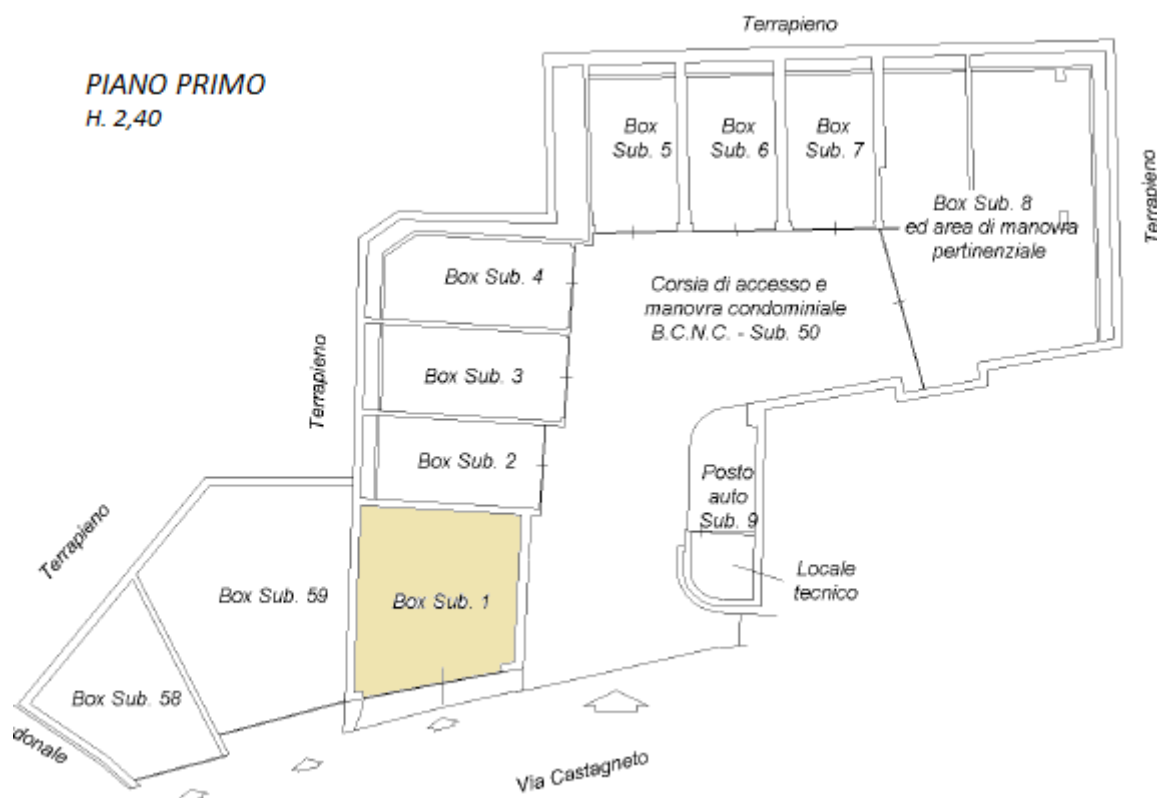 Terrapieno
PIANO PRIMO
H. 2,40
Box
Sub. 5
Box
Sub. 6
Box
Sub. 7
Terrapieno
Box Sub. 8
ed area di manovra
pertinenziale
Box Sub. 4
Corsia di accesso e
manovra condominiale
B.C.N.C. - Sub. 50
Terrapieno
Box Sub. 3
Box Sub. 2
Posto
auto
Sub. 9
Terrapieno
Box Sub. 59
Box Sub. 1
Locale
tecnico
Box Sub. 58
donale
Via Castagneto